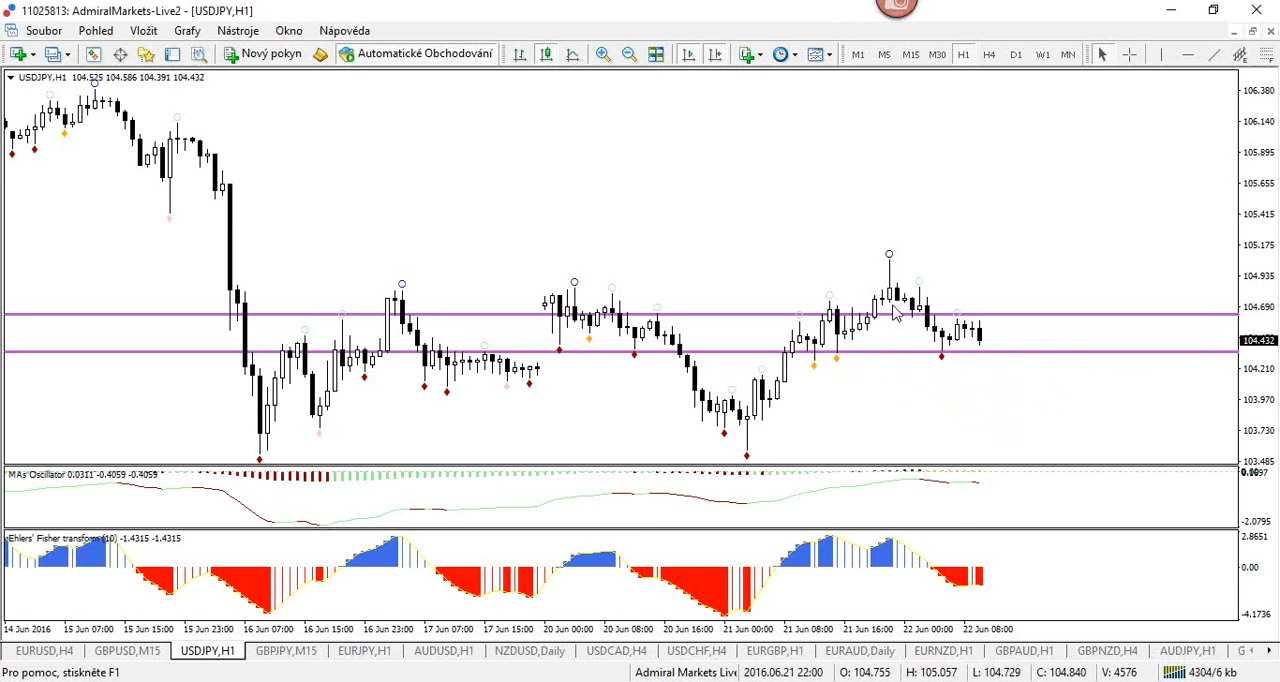 11025813: AdmiralMarkets-Live2 - [USDJPY,H1]
Soubor Pohled Vložit Grafy Nástroje Okno Nápověda
Nový pokyn Automatické Obchodování M1 M5 M15 M30 H1 H4 D1 W1 MN
USDJPY,H1 104.525 104.586 104.391 104.432
106.380
106.140
105.895
105.655
105.415
105.175
104.935
104.690
104.432
104.210
103.970
103.730
103.485
MAs Oscillator 0.0311 -0.4059 -0.4059
-2.0795
Ehlers' Fisher transform (10) -1.4315 -1.4315
2.8651
0.00
-4.1736
14 Jun 2016 15 Jun 07:00 15 Jun 15:00 15 Jun 23:00 16 Jun 07:00 16 Jun 15:00 16 Jun 23:00 17 Jun 07:00 17 Jun 15:00 20 Jun 00:00 20 Jun 08:00 20 Jun 16:00 21 Jun 00:00 21 Jun 08:00 21 Jun 16:00 22 Jun 00:00 22 Jun 08:00
EURUSD,H4 GBPUSD,M15 USDJPY,H1 GBPJPY,M15 EURJPY,H1 AUDUSD,H1 NZDUSD,Daily USDCAD,H4 USDCHF,H4 EURGBP,H1 EURAUD,Daily EURNZD,H1 GBPAUD,H1 GBPNZD,H4 AUDJPY,H1 G
Pro pomoc, stiskněte F1 Admiral Markets Live 2016.06.21 22:00 O: 104.755 H: 105.057 L: 104.729 C: 104.840 V: 4576 4304/6 kb